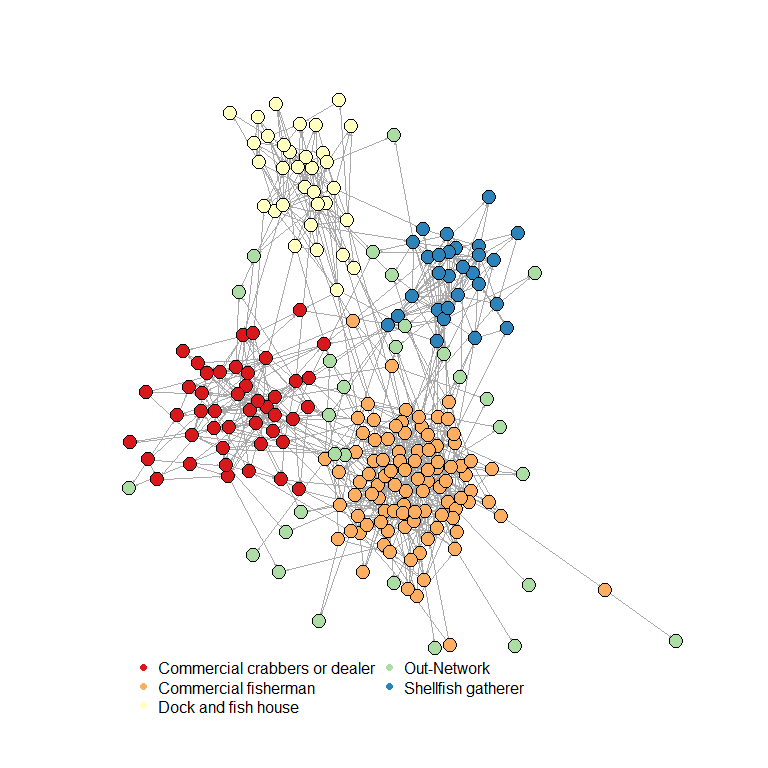 Commercial crabbers or dealer
Commercial fisherman
Dock and fish house
Out-Network
Shellfish gatherer